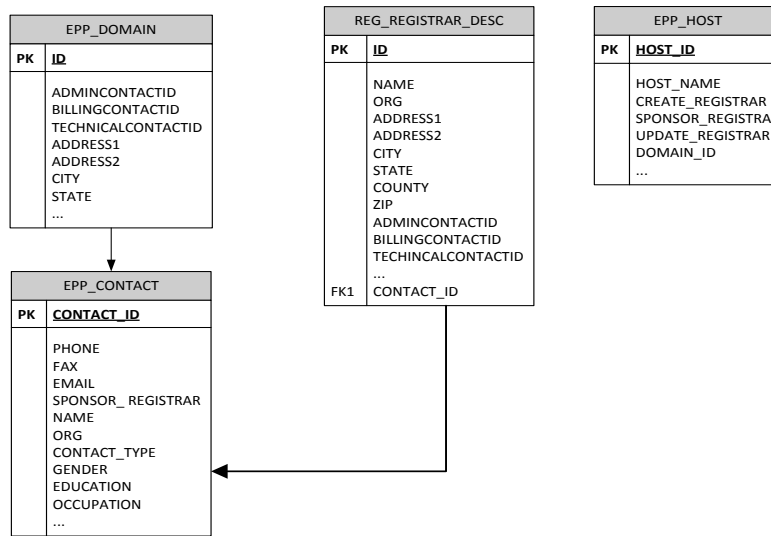 EPP_DOMAIN
PK ID
ADMINCONTACTID
BILLINGCONTACTID
TECHNICALCONTACTID
ADDRESS1
ADDRESS2
CITY
STATE
...
REG_REGISTRAR_DESC
PK ID
NAME
ORG
ADDRESS1
ADDRESS2
CITY
STATE
COUNTY
ZIP
ADMINCONTACTID
BILLINGCONTACTID
TECHINCALCONTACTID
...
FK1 CONTACT_ID
EPP_HOST
PK HOST_ID
HOST_NAME
CREATE_REGISTRAR
SPONSOR_REGISTRA
UPDATE_REGISTRAR
DOMAIN_ID
...
EPP_CONTACT
PK CONTACT_ID
PHONE
FAX
EMAIL
SPONSOR_ REGISTRAR
NAME
ORG
CONTACT_TYPE
GENDER
EDUCATION
OCCUPATION
...